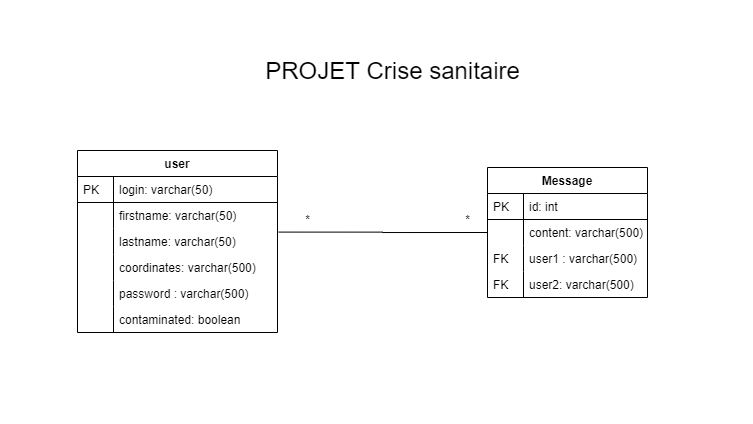 PROJET Crise sanitaire
user
PK login: varchar(50)
firstname: varchar(50)
lastname: varchar(50)
coordinates: varchar(500)
password : varchar(500)
contaminated: boolean
* *
Message
PK id: int
content: varchar(500)
FK user1 : varchar(500)
FK user2: varchar(500)